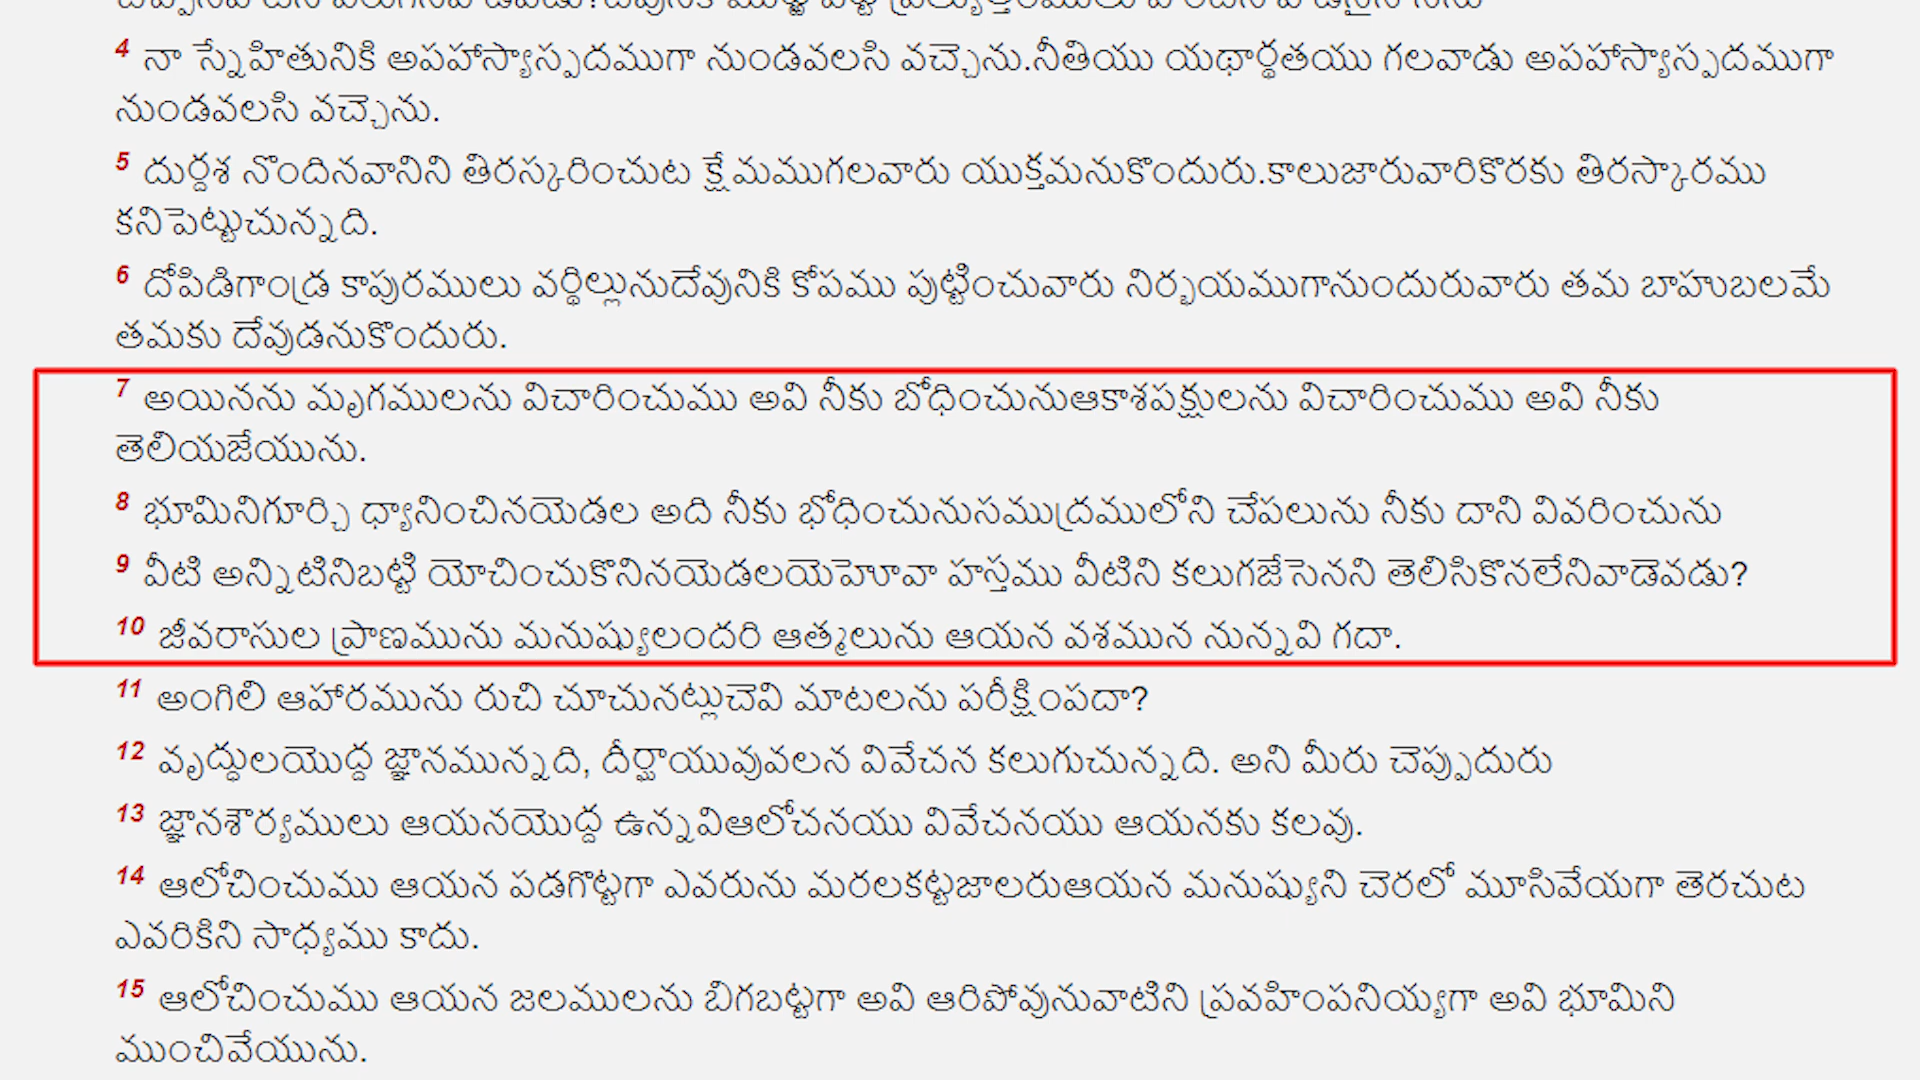 4 నా స్నేహితునికి అపహాస్యాస్పదముగా నుండవలసి వచ్చెను.నీతియు యథార్థతయు గలవాడు అపహాస్యాస్పదముగా
నుండవలసి వచ్చెను.
5 దుర్దశ నొందినవానిని తిరస్కరించుట క్షేమముగలవారు యుక్తమనుకొందురు.కాలుజారువారికొరకు తిరస్కారము
కనిపెట్టుచున్నది.
6 దోపిడిగాండ్ర కాపురములు వర్థిల్లునుదేవునికి కోపము పుట్టించువారు నిర్భయముగానుందురువారు తమ బాహుబలమే
తమకు దేవుడనుకొందురు.
7 అయినను మృగములను విచారించుము అవి నీకు బోధించునుఆకాశపక్షులను విచారించుము అవి నీకు
తెలియజేయును.
8 భూమినిగూర్చి ధ్యానించినయెడల అది నీకు భోధించునుసముద్రములోని చేపలును నీకు దాని వివరించును
9 వీటి అన్నిటినిబట్టి యోచించుకొనినయెడలయెహెూవా హస్తము వీటిని కలుగజేసెనని తెలిసికొనలేనివాడెవడు?
10 జీవరాసుల ప్రాణమును మనుష్యులందరి ఆత్మలును ఆయన వశమున నున్నవి గదా.
11 అంగిలి ఆహారమును రుచి చూచునట్లుచెవి మాటలను పరీక్షింపదా?
12 వృద్ధులయొద్ద జ్ఞానమున్నది, దీర్ఘాయువువలన వివేచన కలుగుచున్నది. అని మీరు చెప్పుదురు
13 జ్ఞానశౌర్యములు ఆయనయొద్ద ఉన్నవిఆలోచనయు వివేచనయు ఆయనకు కలవు.
14 ఆలోచించుము ఆయన పడగొట్టగా ఎవరును మరలకట్టజాలరుఆయన మనుష్యుని చెరలో మూసివేయగా తెరచుట
ఎవరికిని సాధ్యము కాదు.
15 ఆలోచించుము ఆయన జలములను బిగబట్టగా అవి ఆరిపోవునువాటిని ప్రవహింపనియ్యగా అవి భూమిని
ముంచివేయును.